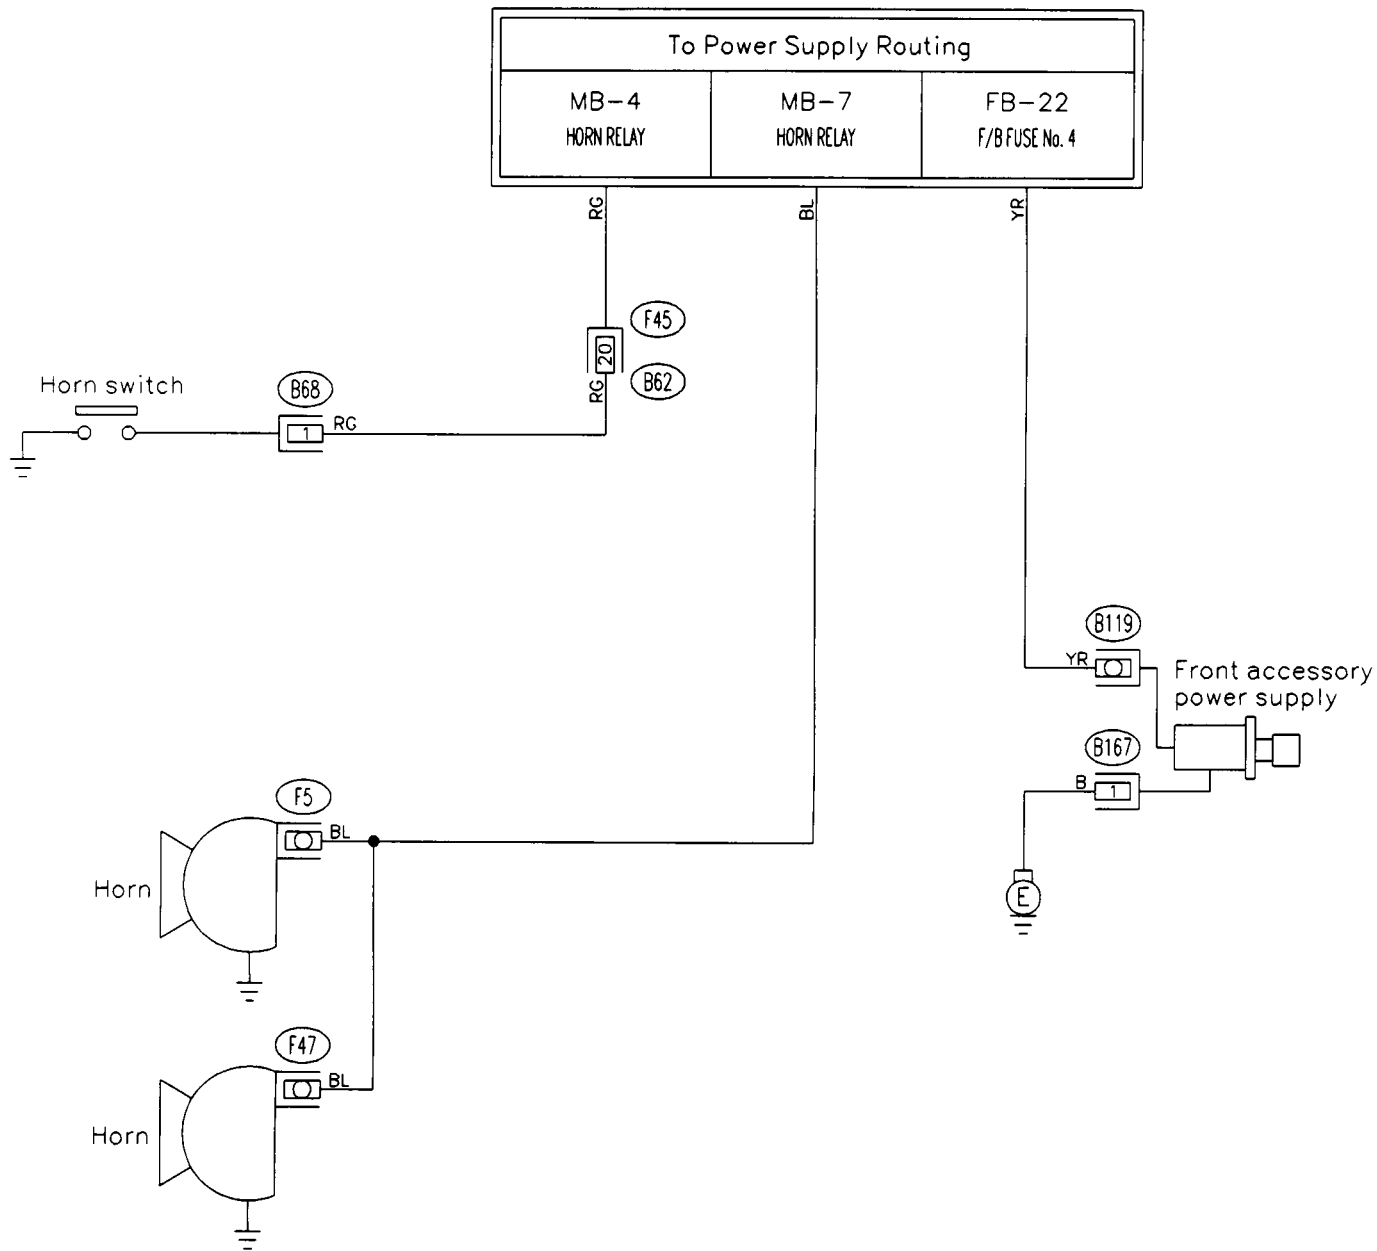 To Power Supply Routing
MB-4
HORN RELAY
MB-7
HORN RELAY
FB-22
F/B FUSE No. 4
RG
BL
YR
F45
20
B62
RG
Horn switch
B68
1
RG
B119
YR
Front accessory
power supply
B167
B
1
E
F5
BL
Horn
F47
BL
Horn